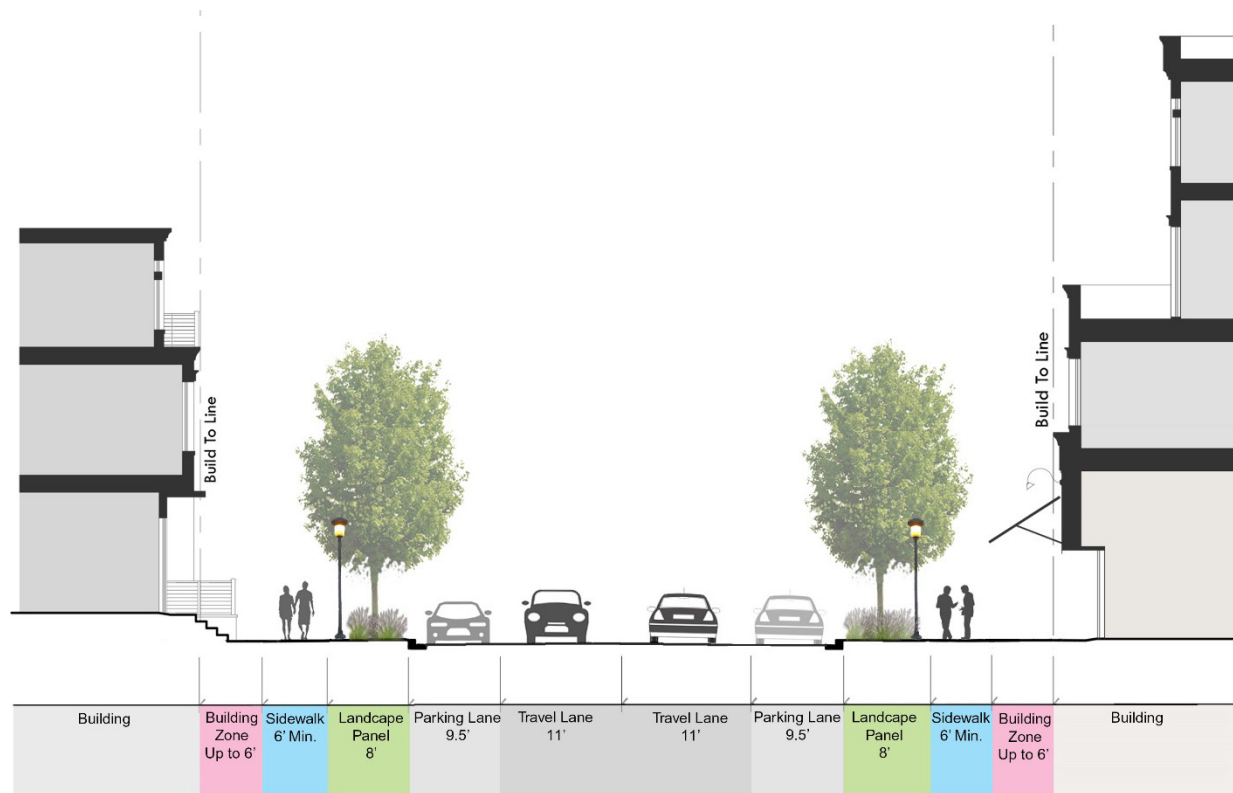 Build To Line
Build To Line
Building
Building
Zone
Up to 6'
Sidewalk
6' Min.
Landcape
Panel
8'
Parking Lane
9.5'
Travel Lane
11'
Travel Lane
11'
Parking Lane
9.5'
Landcape
Panel
8'
Sidewalk
6' Min.
Building
Zone
Up to 6'
Building